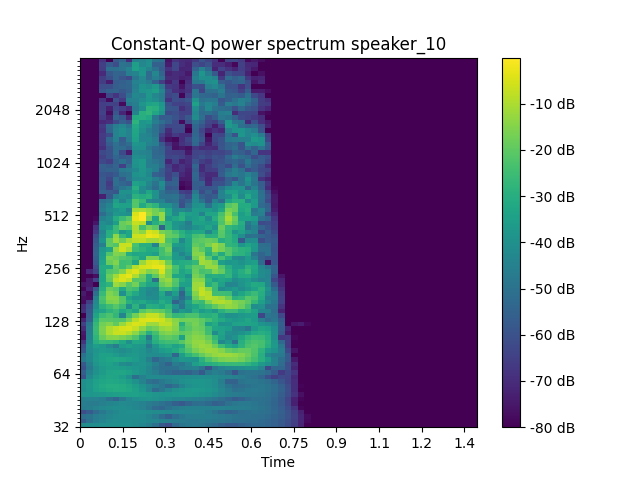 Constant-Q power spectrum speaker_10
Hz
2048
1024
512
256
128
64
32
0 0.15 0.3 0.45 0.6 0.75 0.9 1.1 1.2 1.4
Time
-10 dB
-20 dB
-30 dB
-40 dB
-50 dB
-60 dB
-70 dB
-80 dB